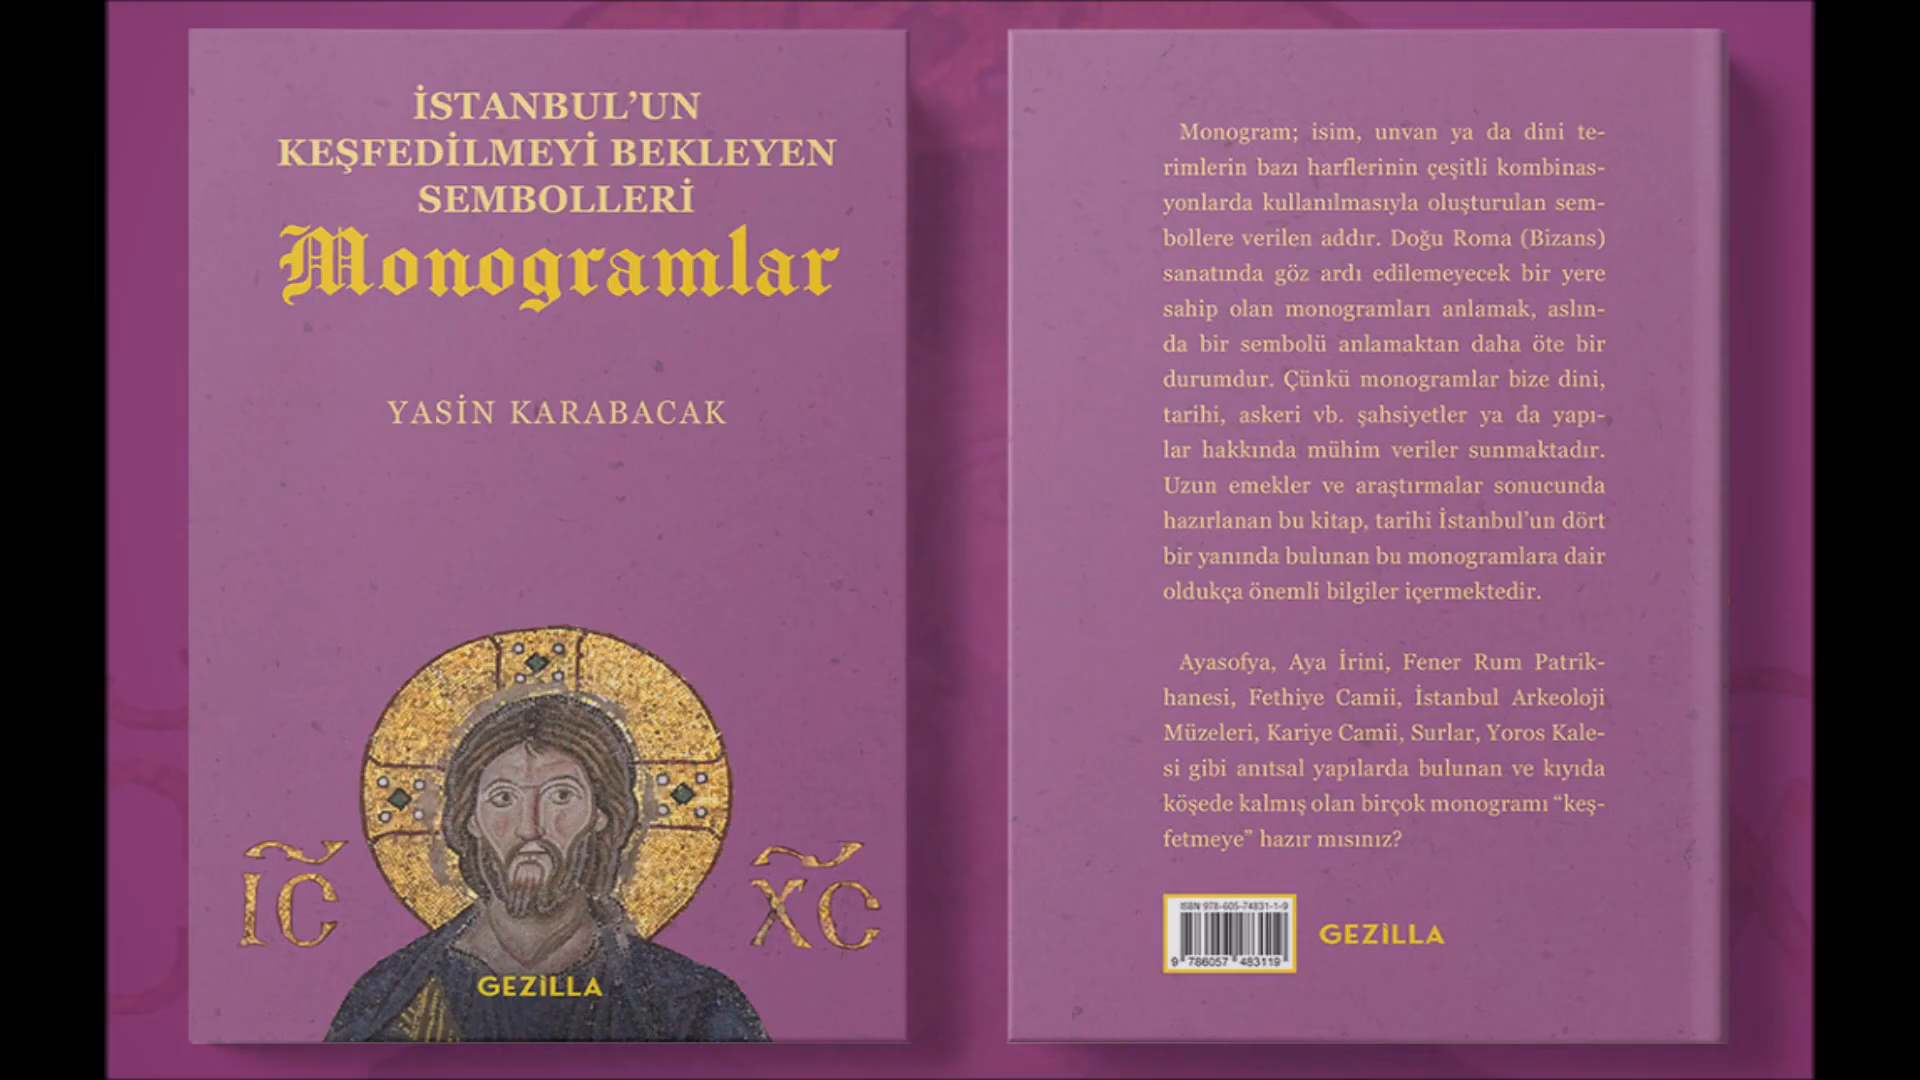 İSTANBUL’UN
KEŞFEDİLMEYİ BEKLEYEN
SEMBOLLERİ
Monogramlar
YASİN KARABACAK
IC
XC
GEZİLLA
Monogram; isim, unvan ya da dini te-
rimlerin bazı harflerinin çeşitli kombinas-
yonlarda kullanılmasıyla oluşturulan sem-
bollere verilen addır. Doğu Roma (Bizans)
sanatında göz ardı edilemeyecek bir yere
sahip olan monogramları anlamak, aslın-
da bir sembolü anlamaktan daha öte bir
durumdur. Çünkü monogramlar bize dini,
tarihi, askeri vb. şahsiyetler ya da yapı-
lar hakkında mühim veriler sunmaktadır.
Uzun emekler ve araştırmalar sonucunda
hazırlanan bu kitap, tarihi İstanbul’un dört
bir yanında bulunan bu monogramlara dair
oldukça önemli bilgiler içermektedir.
Ayasofya, Aya İrini, Fener Rum Patrik-
hanesi, Fethiye Camii, İstanbul Arkeoloji
Müzeleri, Kariye Camii, Surlar, Yoros Kale-
si gibi anıtsal yapılarda bulunan ve kıyıda
köşede kalmış olan birçok monogramı “keş-
fetmeye” hazır mısınız?
ISBN 978-605-74831-1-9
9 786057 483119
GEZİLLA